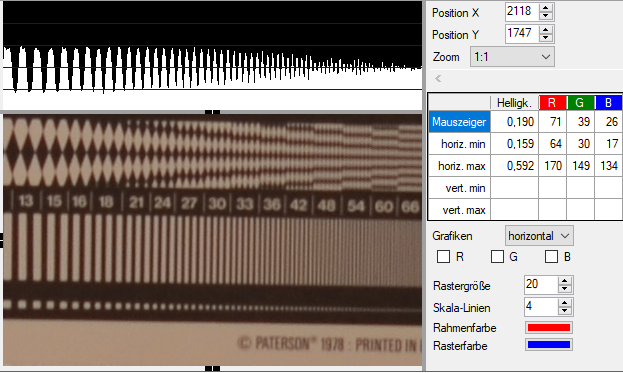 Position X 2118
Position Y 1747
Zoom 1:1
Helligk. R G B
Mauszeiger 0,190 71 39 26
horiz. min 0,159 64 30 17
horiz. max 0,592 170 149 134
vert. min
vert. max
Grafiken horizontal
R G B
Rastergröße 20
Skala-Linien 4
Rahmenfarbe
Rasterfarbe
13 15 16 18 21 24 27 30 33 36 42 48 54 60 66
© PATERSON 1978 : PRINTED IN